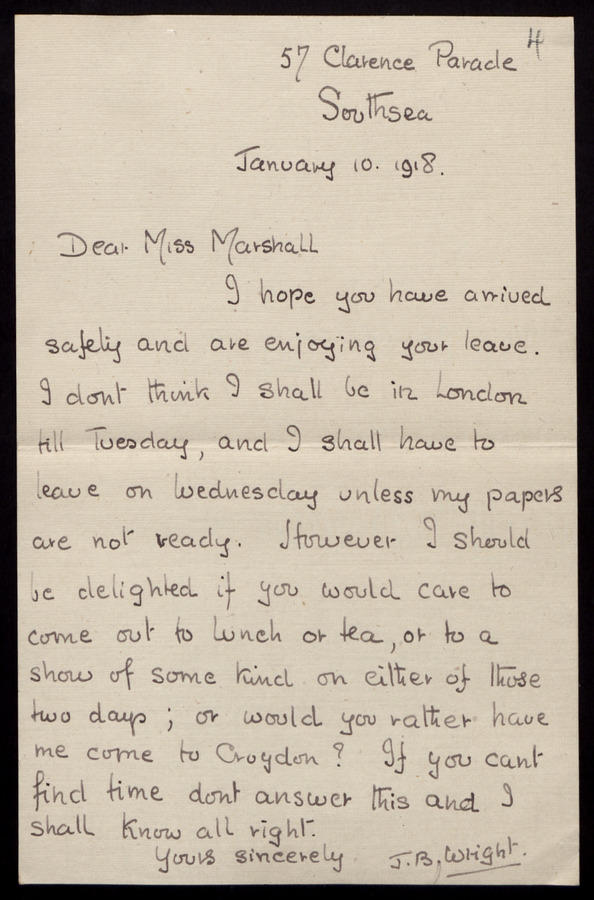 4
57 Clarence Parade
Southsea
January 10. 1918.
Dear Miss Marshall
I hope you have arrived
safely and are enjoying your leave.
I dont think I shall be in London
till Tuesday, and I shall have to
leave on Wednesday unless my papers
are not ready. However I should
be delighted if you would care to
come out to lunch or tea, or to a
show of some kind on either of those
two days; or would you rather have
me come to Croydon? If you cant
find time dont answer this and I
shall know all right.
Yours sincerely J.B. Wright.